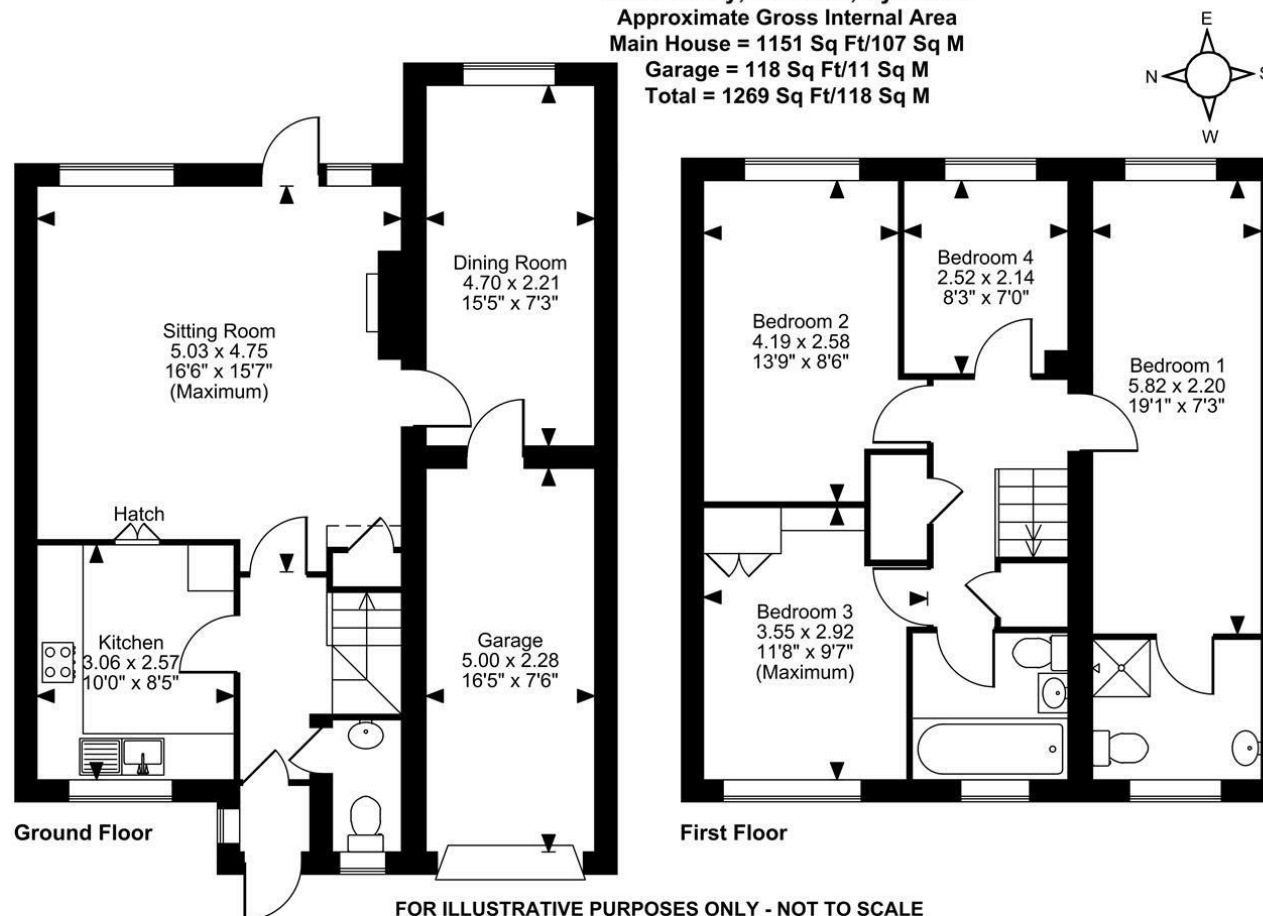 Approximate Gross Internal Area
Main House = 1151 Sq Ft/107 Sq M
Garage = 118 Sq Ft/11 Sq M
Total = 1269 Sq Ft/118 Sq M
E
N
S
W
Dining Room
4.70 x 2.21
15'5" x 7'3"
Sitting Room
5.03 x 4.75
16'6" x 15'7"
(Maximum)
Hatch
Kitchen
3.06 x 2.57
10'0" x 8'5"
Garage
5.00 x 2.28
16'5" x 7'6"
Ground Floor
Bedroom 4
2.52 x 2.14
8'3" x 7'0"
Bedroom 2
4.19 x 2.58
13'9" x 8'6"
Bedroom 1
5.82 x 2.20
19'1" x 7'3"
Bedroom 3
3.55 x 2.92
11'8" x 9'7"
(Maximum)
First Floor
FOR ILLUSTRATIVE PURPOSES ONLY - NOT TO SCALE